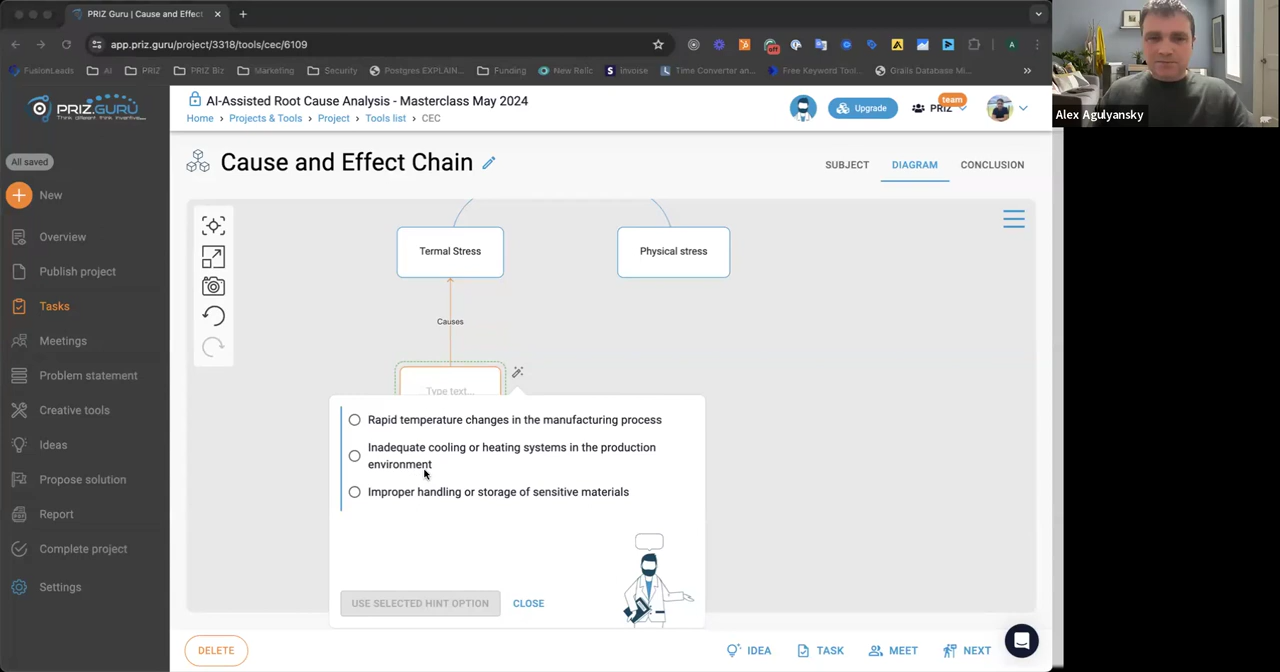 PRIZ Guru | Cause and Effect
app.priz.guru/project/3318/tools/cec/6109
A
FusionLeads
AI
PRIZ
PRIZ Biz
Marketing
Security
Postgres EXPLAIN...
Funding
New Relic
Invoise
Time Converter an...
Free Keyword Tool...
Grails Database Mi...
Alex Agulyansky
PRIZ.GURU
Think different think inventive
AI-Assisted Root Cause Analysis - Masterclass May 2024
Home › Projects & Tools › Project › Tools list › CEC
Upgrade
PRIZ
team
All saved
New
Overview
Publish project
Tasks
Meetings
Problem statement
Creative tools
Ideas
Propose solution
Report
Complete project
Settings
Cause and Effect Chain
SUBJECT
DIAGRAM
CONCLUSION
Termal Stress
Physical stress
Causes
Type text...
Rapid temperature changes in the manufacturing process
Inadequate cooling or heating systems in the production
environment
Improper handling or storage of sensitive materials
USE SELECTED HINT OPTION
CLOSE
DELETE
IDEA
TASK
MEET
NEXT